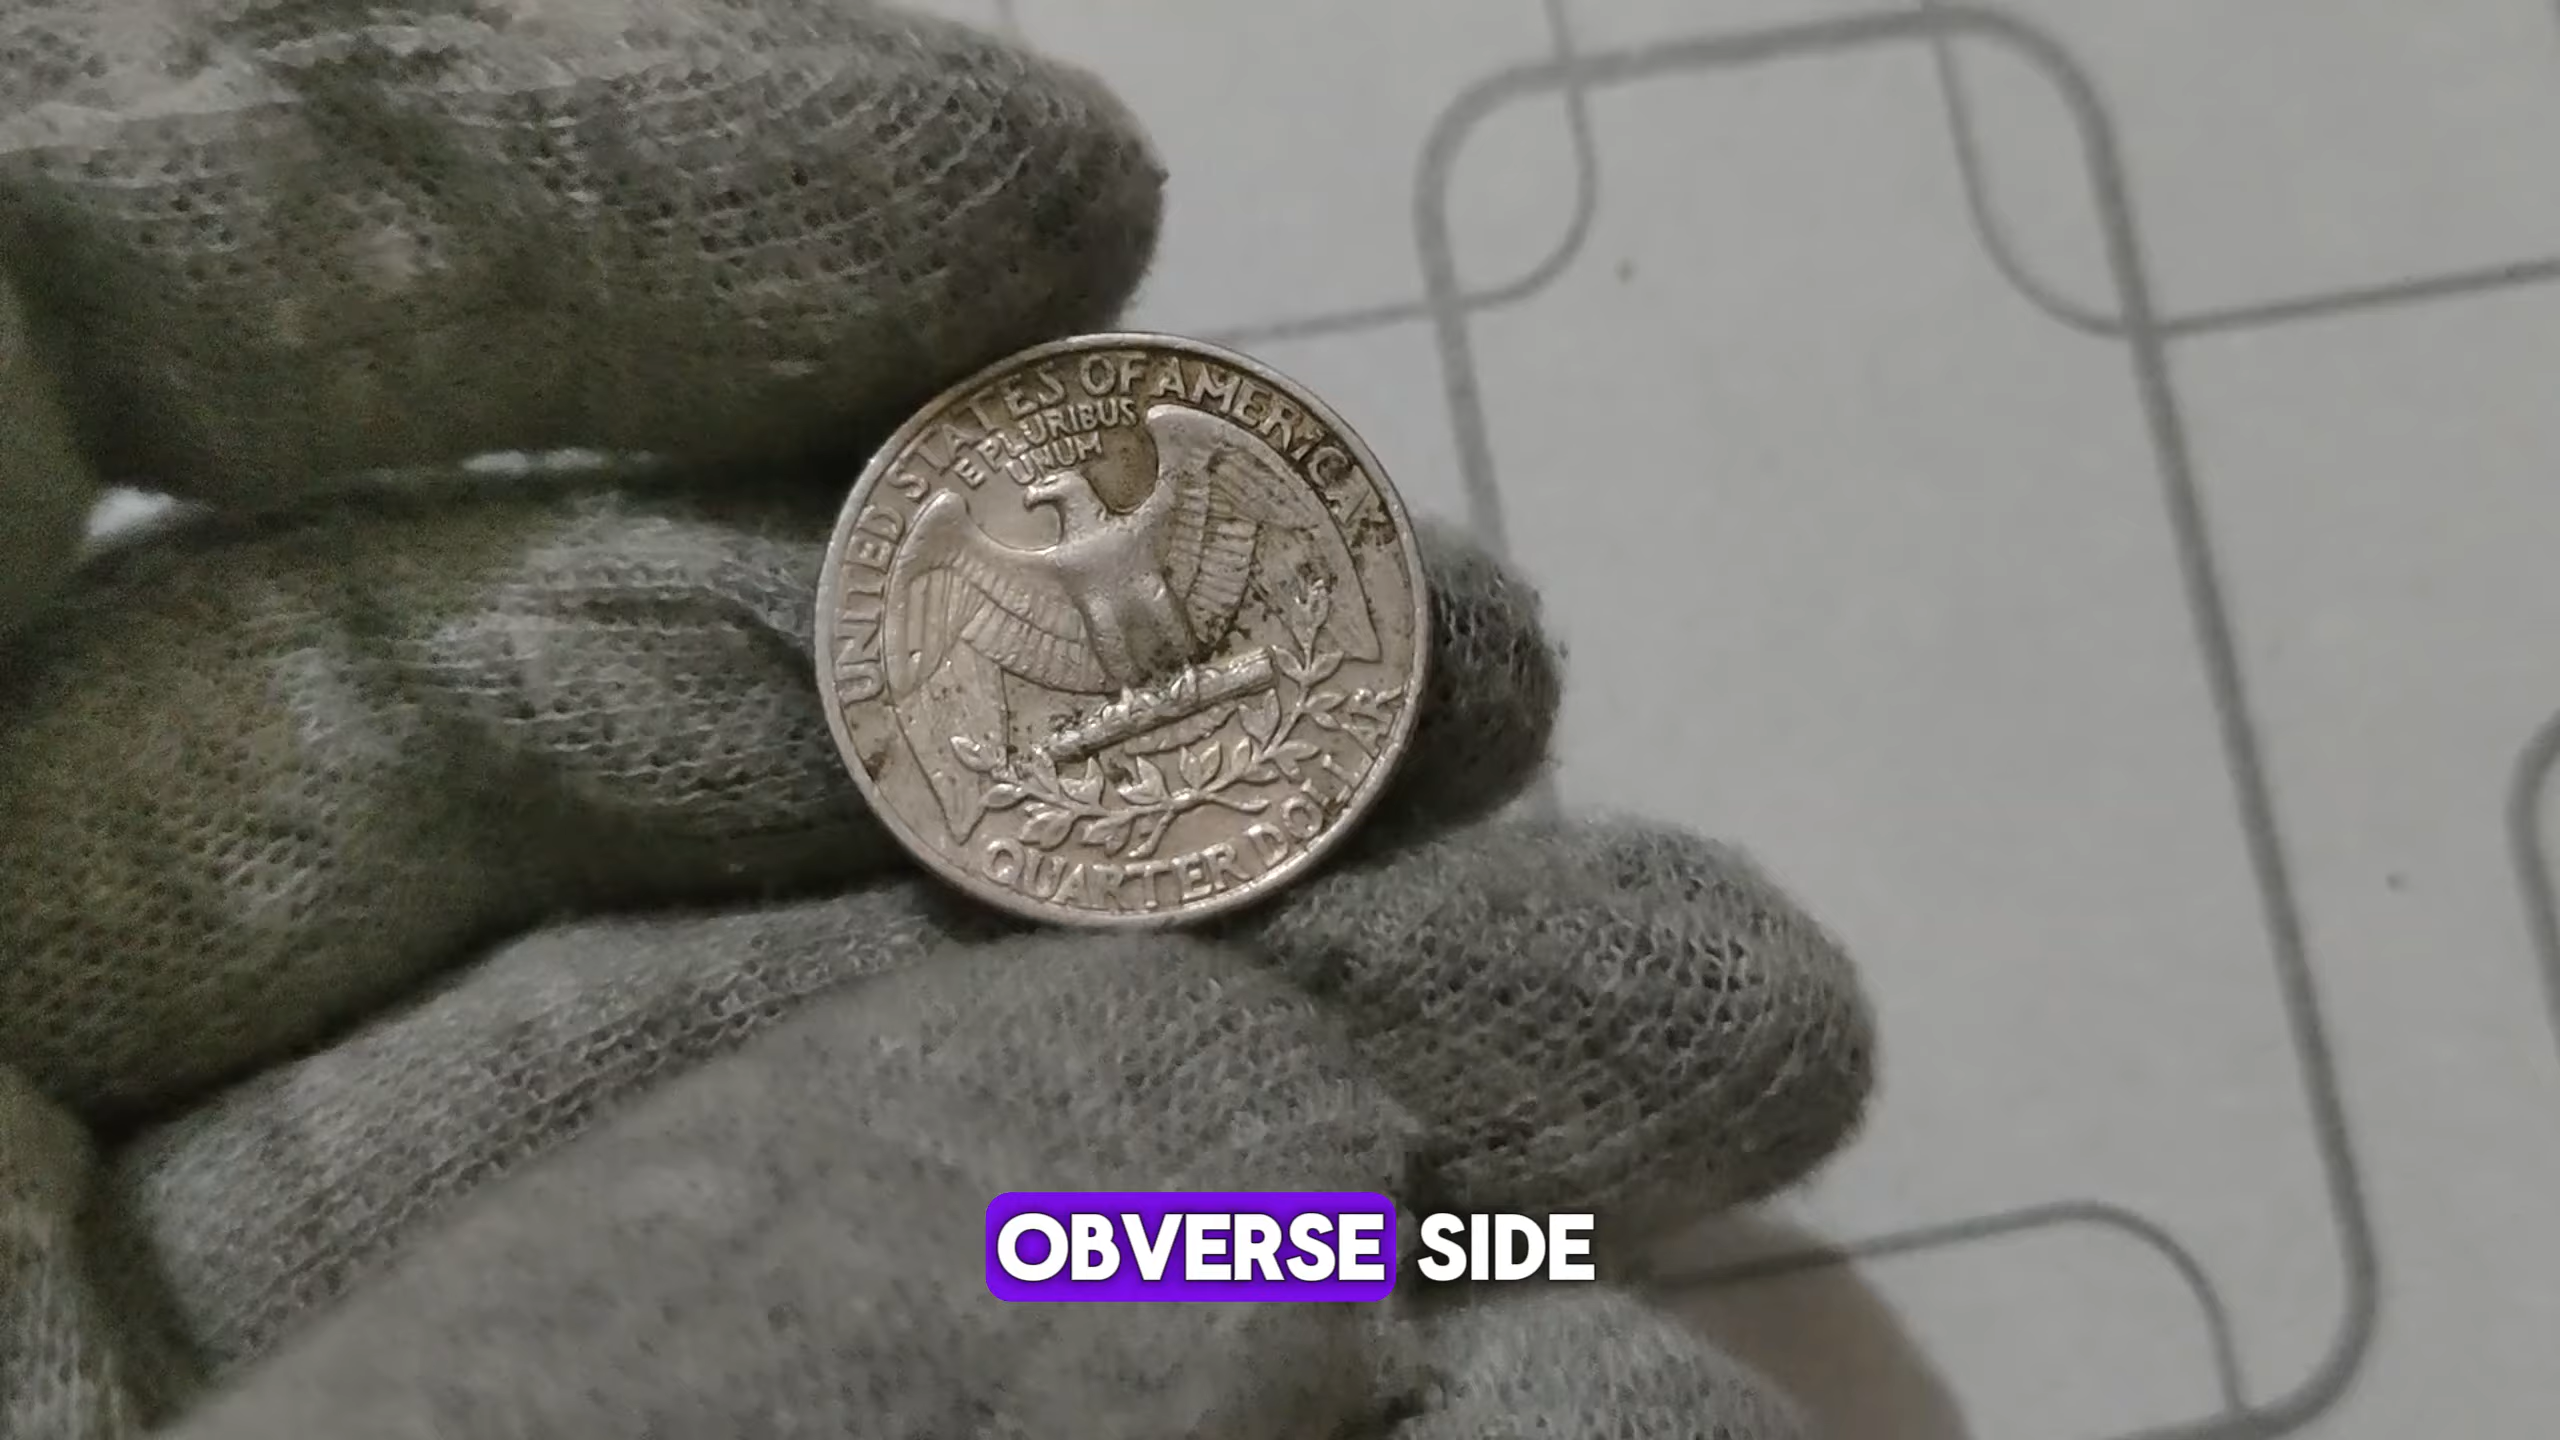 UNITED STATES OF AMERICA
E PLURIBUS
UNUM
QUARTER DOLLAR
OBVERSE SIDE